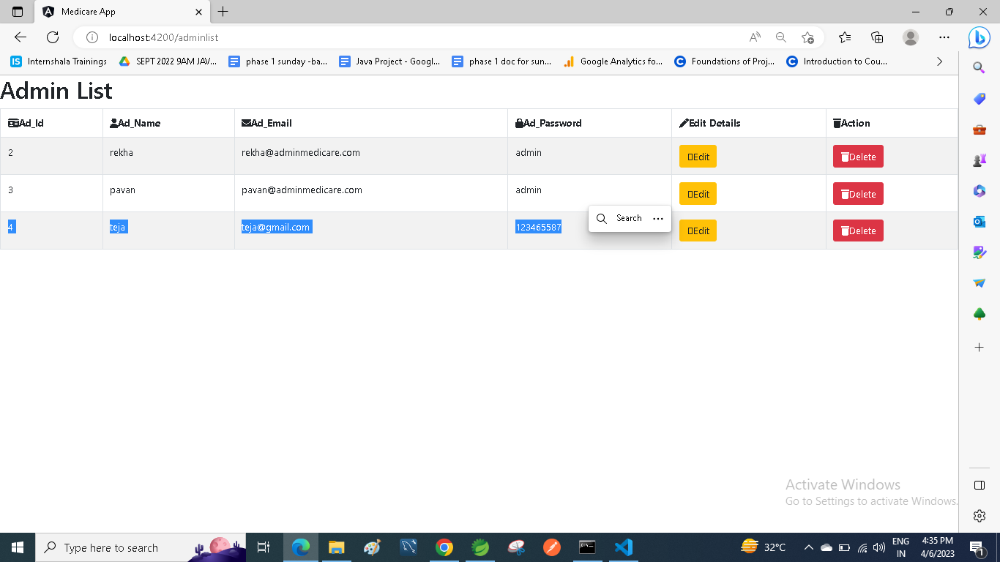 Medicare App
localhost:4200/adminlist
Internshala Trainings SEPT 2022 9AM JAV... phase 1 sunday -ba... Java Project - Googl... phase 1 doc for sun... Google Analytics fo... Foundations of Proj... Introduction to Cou...
Admin List
Ad_Id Ad_Name Ad_Email Ad_Password Edit Details Action
2 rekha rekha@adminmedicare.com admin Edit Delete
3 pavan pavan@adminmedicare.com admin Edit Delete
4 teja teja@gmail.com 123465587 Edit Delete
Search
Activate Windows
Go to Settings to activate Windows.
Type here to search
32°C
ENG
IN
4:35 PM
4/6/2023
1